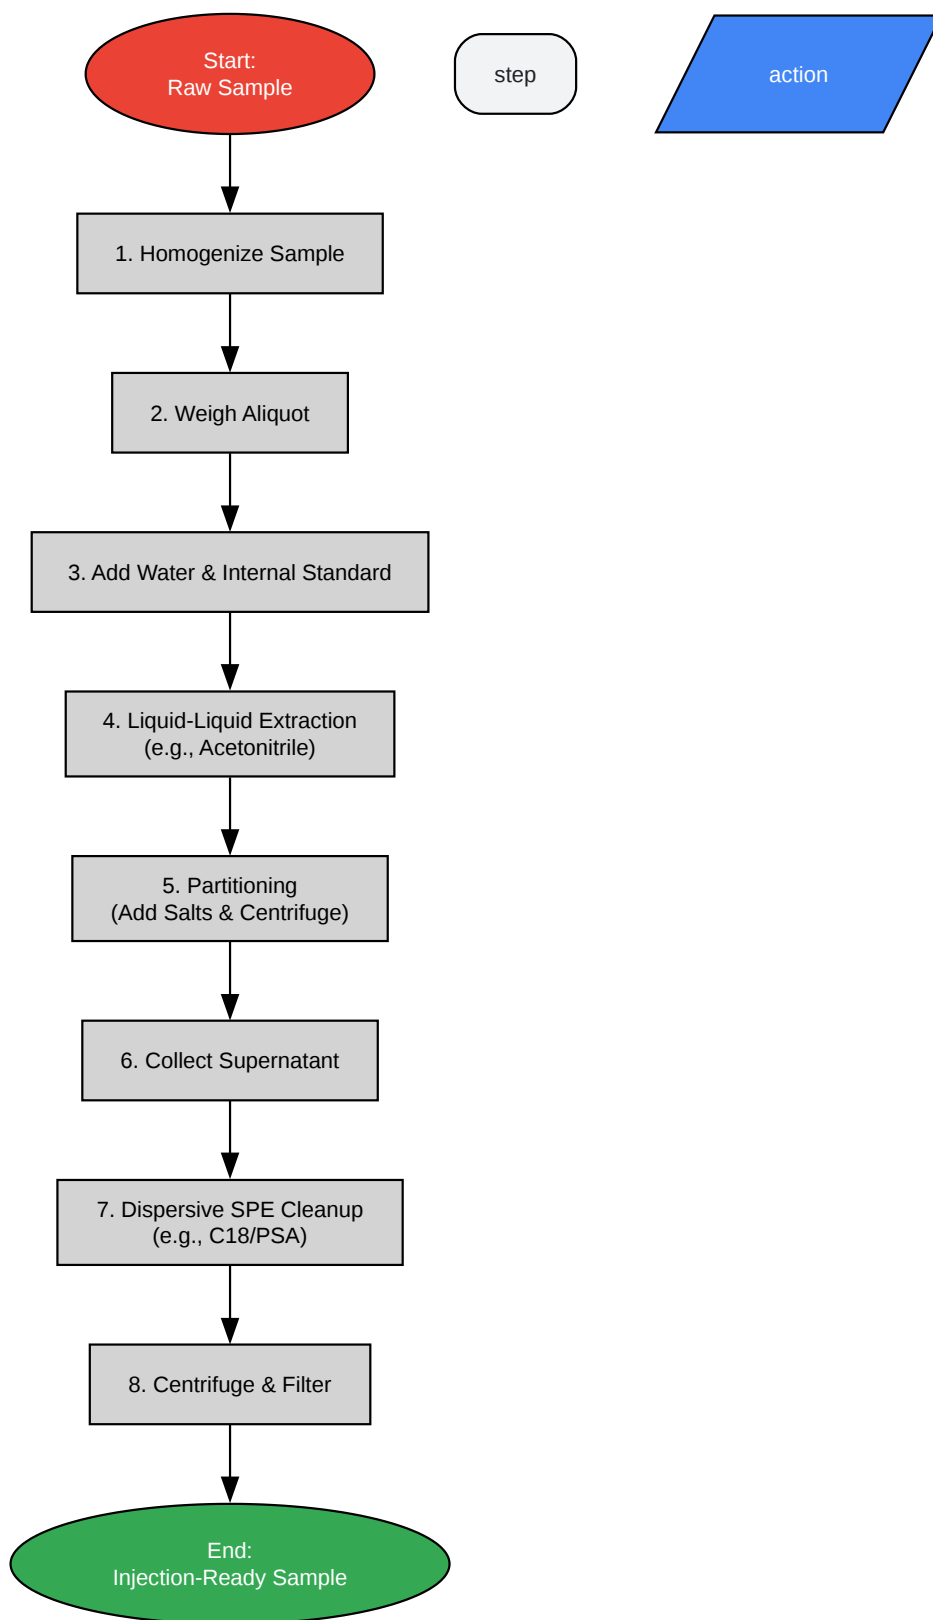 Start:
Raw Sample
step
action
1. Homogenize Sample
2. Weigh Aliquot
3. Add Water & Internal Standard
4. Liquid-Liquid Extraction
(e.g., Acetonitrile)
5. Partitioning
(Add Salts & Centrifuge)
6. Collect Supernatant
7. Dispersive SPE Cleanup
(e.g., C18/PSA)
8. Centrifuge & Filter
End:
Injection-Ready Sample